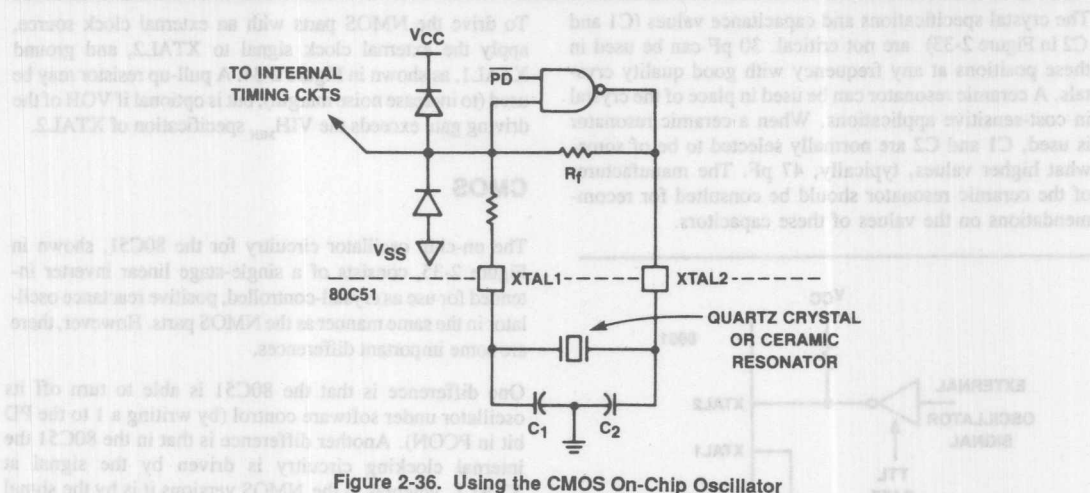 The crystal specifications and capacitance values (C1 and
C2 in Figure 2-35) are not critical. 30 pF can be used in
these positions at any frequency with good quality crys-
tals. A ceramic resonator can be used in place of the crystal
in cost-sensitive applications. When a ceramic resonator
is used, C1 and C2 are normally selected to be of some-
what higher values, typically, 47 pF. The manufacturer
of the ceramic resonator should be consulted for recom-
mendations on the values of these capacitors.
To drive the NMOS parts with an external clock source,
apply the external clock signal to XTAL2, and ground
XTAL1, as shown in A pull-up resistor may be
used (to increase noise margin), but is optional if VOH of the
driving gate exceeds the VIH MIN specification of XTAL2.
CMOS
The on-chip oscillator circuitry for the 80C51, shown in
Figure 2-35, consists of a single-stage linear inverter in-
tended for use as a crystal-controlled, positive reactance oscil-
lator in the same manner as the NMOS parts. However, there
are some important differences.
One difference is that the 80C51 is able to turn off its
oscillator under software control (by writing a 1 to the PD
bit in PCON). Another difference is that in the 80C51 the
internal clocking circuitry is driven by the signal at
the NMOS versions it is by the signal
VCC
8051
EXTERNAL
OSCILLATOR
SIGNAL
XTAL2
XTAL1
TTL
VCC
TO INTERNAL
TIMING CKTS
PD
Rf
VSS
XTAL1
XTAL2
80C51
QUARTZ CRYSTAL
OR CERAMIC
RESONATOR
C1 C2
Figure 2-36. Using the CMOS On-Chip Oscillator